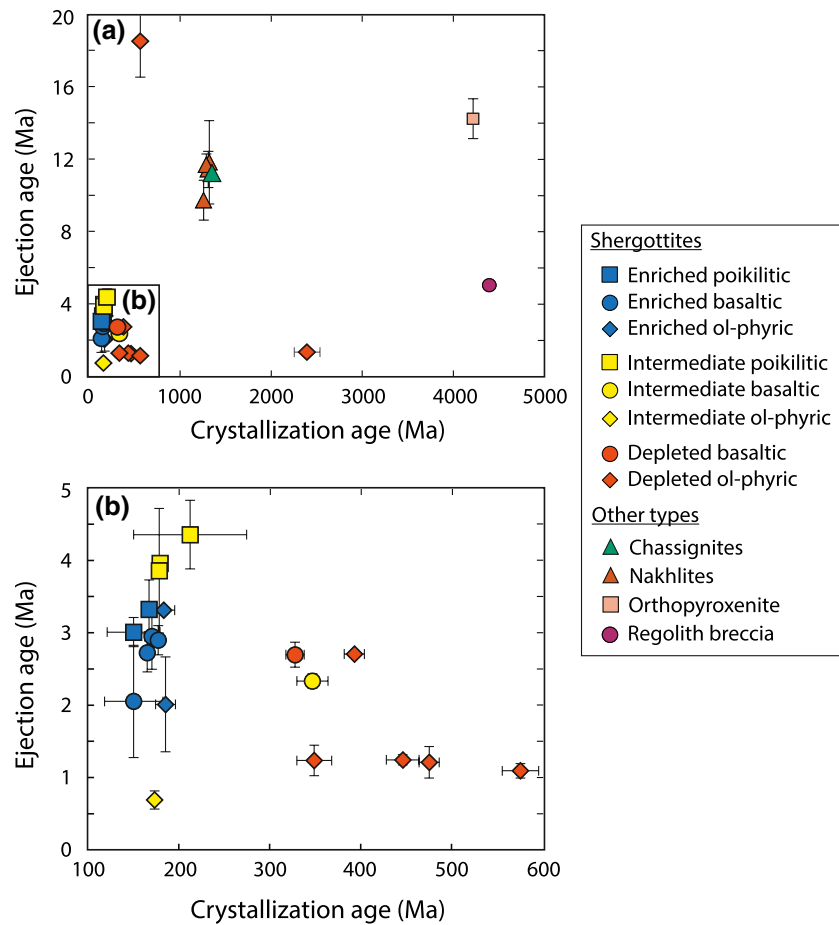 (a)
20
16
12
8
4
0
Ejection age (Ma)
(b)
0 1000 2000 3000 4000 5000
Crystallization age (Ma)
(b)
5
4
3
2
1
0
Ejection age (Ma)
100 200 300 400 500 600
Crystallization age (Ma)
Shergottites
Enriched poikilitic
Enriched basaltic
Enriched ol-phyric
Intermediate poikilitic
Intermediate basaltic
Intermediate ol-phyric
Depleted basaltic
Depleted ol-phyric
Other types
Chassignites
Nakhlites
Orthopyroxenite
Regolith breccia